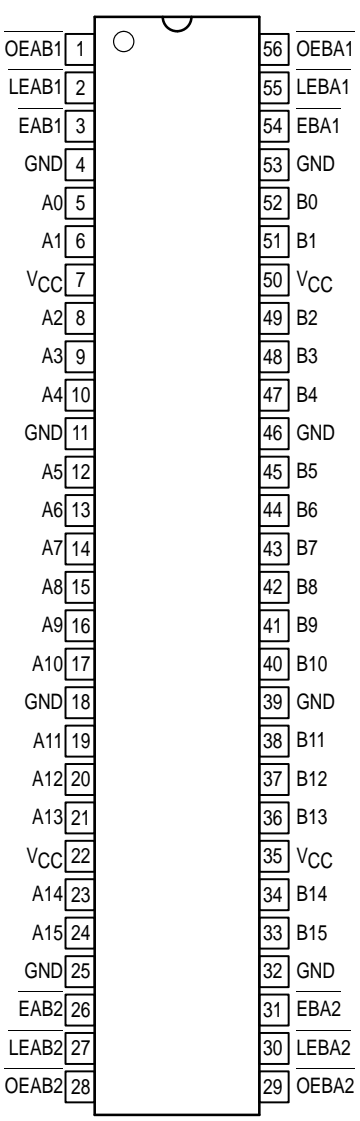 OEAB1 1 56 OEBA1
LEAB1 2 55 LEBA1
EAB1 3 54 EBA1
GND 4 53 GND
A0 5 52 B0
A1 6 51 B1
VCC 7 50 VCC
A2 8 49 B2
A3 9 48 B3
A4 10 47 B4
GND 11 46 GND
A5 12 45 B5
A6 13 44 B6
A7 14 43 B7
A8 15 42 B8
A9 16 41 B9
A10 17 40 B10
GND 18 39 GND
A11 19 38 B11
A12 20 37 B12
A13 21 36 B13
VCC 22 35 VCC
A14 23 34 B14
A15 24 33 B15
GND 25 32 GND
EAB2 26 31 EBA2
LEAB2 27 30 LEBA2
OEAB2 28 29 OEBA2